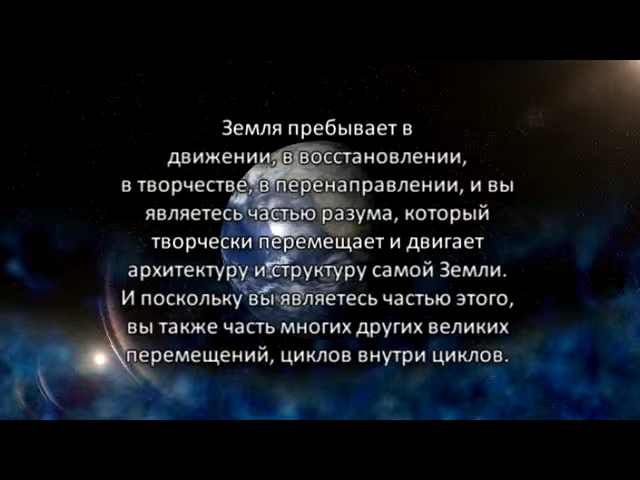 Земля пребывает в
движении, в восстановлении,
в творчестве, в перенаправлении, и вы
являетесь частью разума, который
творчески перемещает и двигает
архитектуру и структуру самой Земли.
И поскольку вы являетесь частью этого,
вы также часть многих других великих
перемещений, циклов внутри циклов.